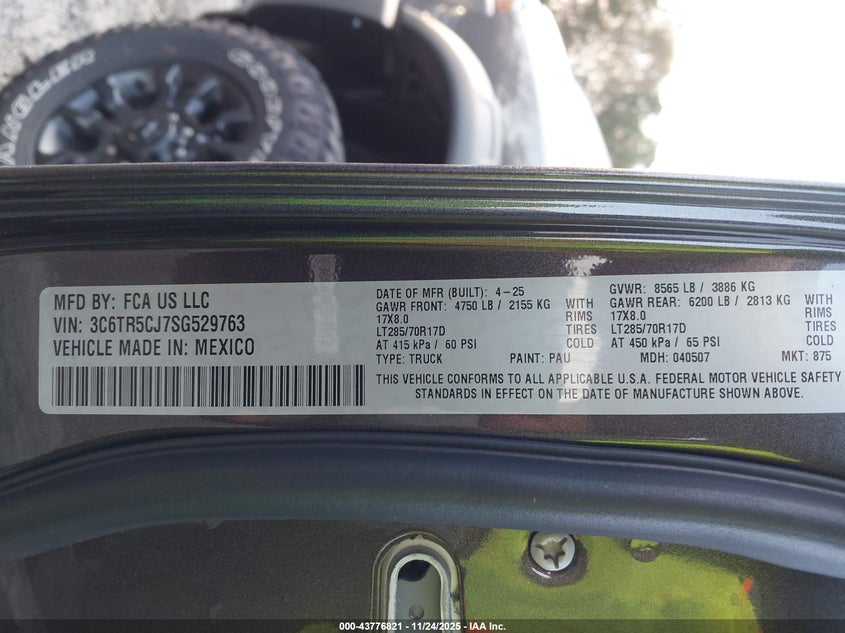 ANGLER
MFD BY: FCA US LLC
VIN: 3C6TR5CJ7SG529763
VEHICLE MADE IN: MEXICO
DATE OF MFR (BUILT): 4-25
GAWR FRONT: 4750 LB / 2155 KG
17X8.0 RIMS
LT285/70R17D TIRES
AT 415 kPa / 60 PSI COLD
TYPE: TRUCK PAINT: PAU
GVWR: 8565 LB / 3886 KG
GAWR REAR: 6200 LB / 2813 KG
17X8.0 RIMS
LT285/70R17D TIRES
AT 450 kPa / 65 PSI COLD
MDH: 040507 MKT: 875
THIS VEHICLE CONFORMS TO ALL APPLICABLE U.S.A. FEDERAL MOTOR VEHICLE SAFETY
STANDARDS IN EFFECT ON THE DATE OF MANUFACTURE SHOWN ABOVE.
000-43776821 - 11/24/2025 - IAA Inc.